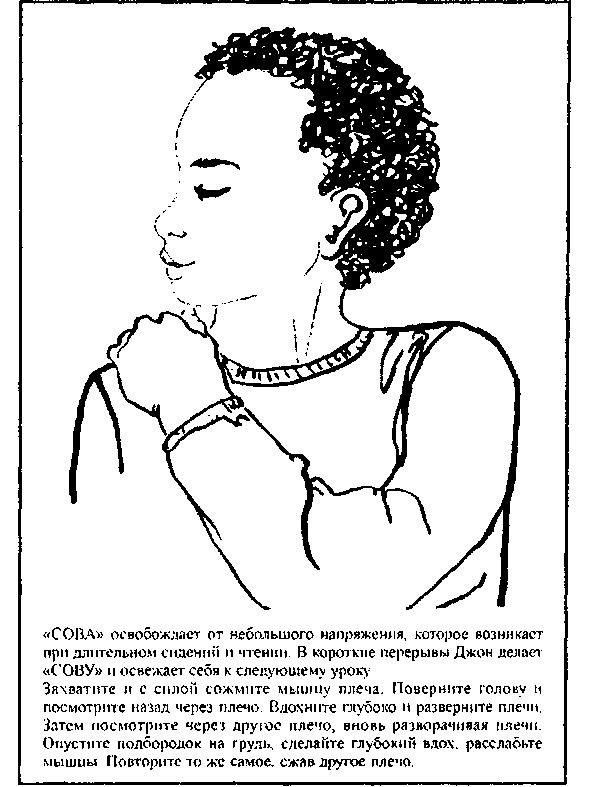 «СОВА» освобождает от небольшого напряжения, которое возникает
при длительном сидении и чтении. В короткие перерывы Джон делает
«СОВУ» и освежает себя к следующему уроку
Захватите и с силой сожмите мышцу плеча. Поверните голову и
посмотрите назад через плечо. Вдохните глубоко и разверните плечи.
Затем посмотрите через другое плечо, вновь разворачивая плечи.
Опустите подбородок на грудь, сделайте глубокий вдох, расслабьте
мышцы. Повторите то же самое, сжав другое плечо.